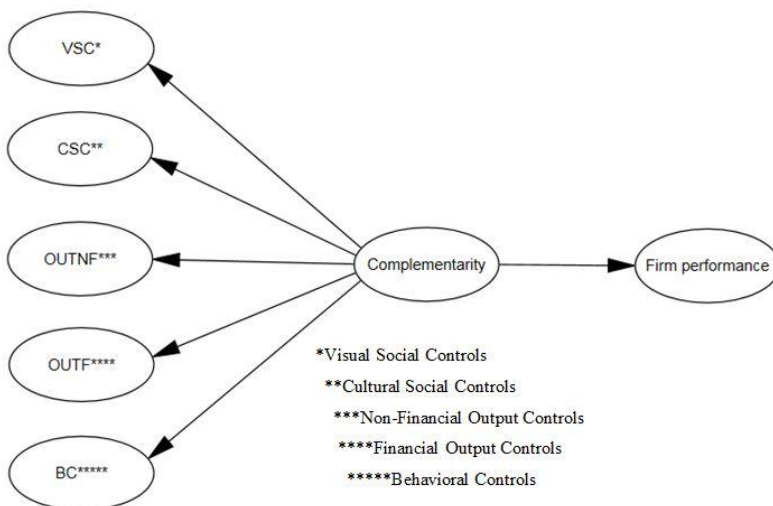 VSC*
CSC**
OUTNF***
OUTF****
BC*****
Complementarity
Firm performance
*Visual Social Controls
**Cultural Social Controls
***Non-Financial Output Controls
****Financial Output Controls
*****Behavioral Controls